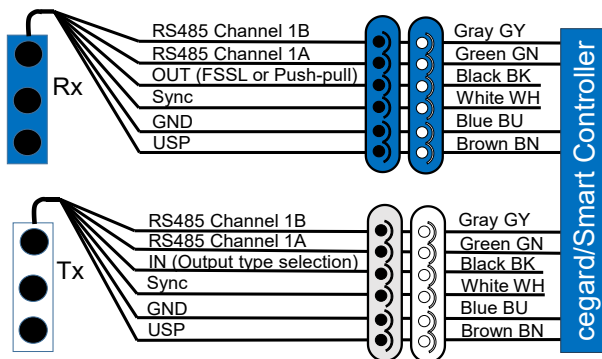 RS485 Channel 1B
Gray GY
RS485 Channel 1A
Green GN
OUT (FSSL or Push-pull)
Black BK
Rx
Sync
White WH
GND
Blue BU
USP
Brown BN
cegard/Smart Controller
RS485 Channel 1B
Gray GY
RS485 Channel 1A
Green GN
IN (Output type selection)
Black BK
Tx
Sync
White WH
GND
Blue BU
USP
Brown BN